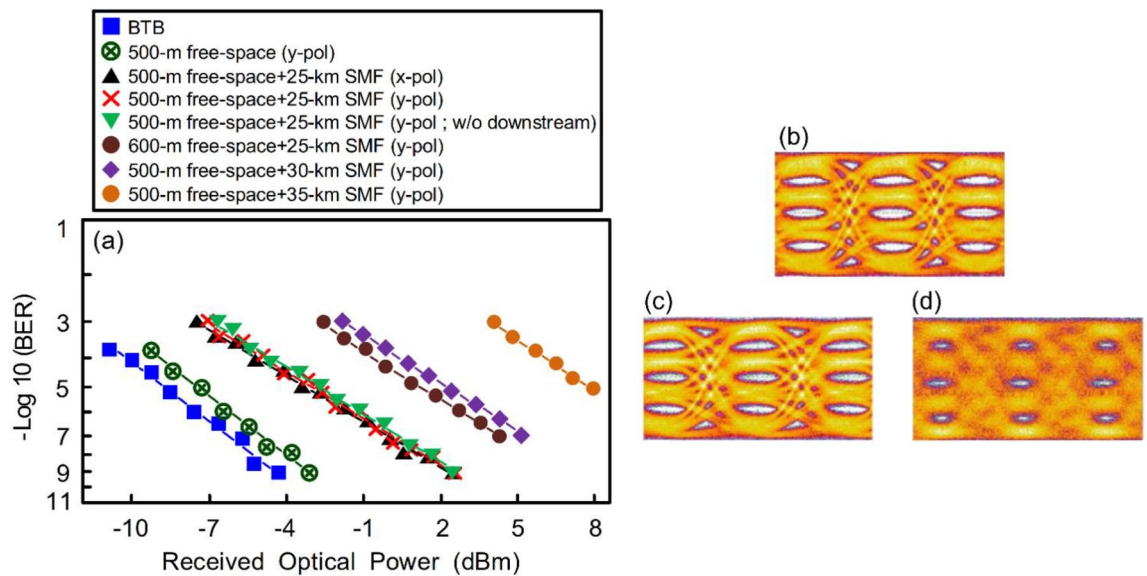 BTB
500-m free-space (y-pol)
500-m free-space+25-km SMF (x-pol)
500-m free-space+25-km SMF (y-pol)
500-m free-space+25-km SMF (y-pol ; w/o downstream)
600-m free-space+25-km SMF (y-pol)
500-m free-space+30-km SMF (y-pol)
500-m free-space+35-km SMF (y-pol)
(a)
-Log 10 (BER)
1
3
5
7
9
11
-10
-7
-4
-1
2
5
8
Received Optical Power (dBm)
(b)
(c)
(d)